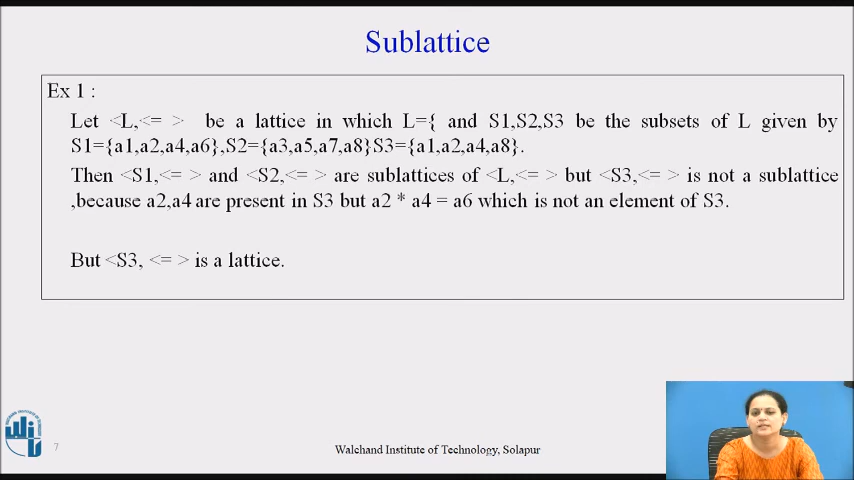 Sublattice
Ex 1 :
Let <L,<= > be a lattice in which L={ and S1,S2,S3 be the subsets of L given by
S1={a1,a2,a4,a6},S2={a3,a5,a7,a8}S3={a1,a2,a4,a8}.
Then <S1,<= > and <S2,<= > are sublattices of <L,<= > but <S3,<= > is not a sublattice
,because a2,a4 are present in S3 but a2 * a4 = a6 which is not an element of S3.
But <S3, <= > is a lattice.
7
Walchand Institute of Technology, Solapur